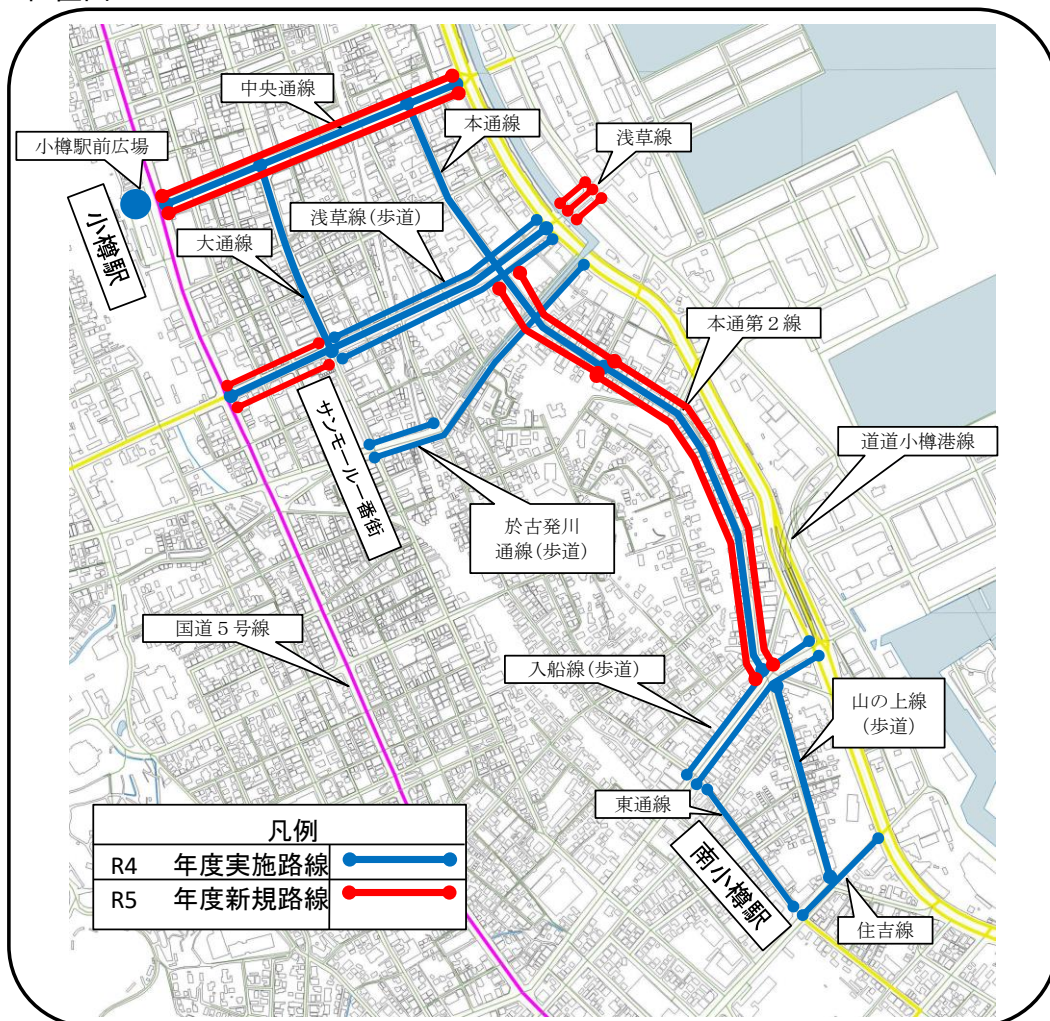 中央通線
本通線
浅草線
小樽駅前広場
浅草線(歩道)
小樽駅
大通線
本通第２線
サンモール一番街
道道小樽港線
於古発川
通線(歩道)
国道５号線
入船線(歩道)
山の上線
(歩道)
東通線
南小樽駅
住吉線
凡例
R4 年度実施路線
R5 年度新規路線